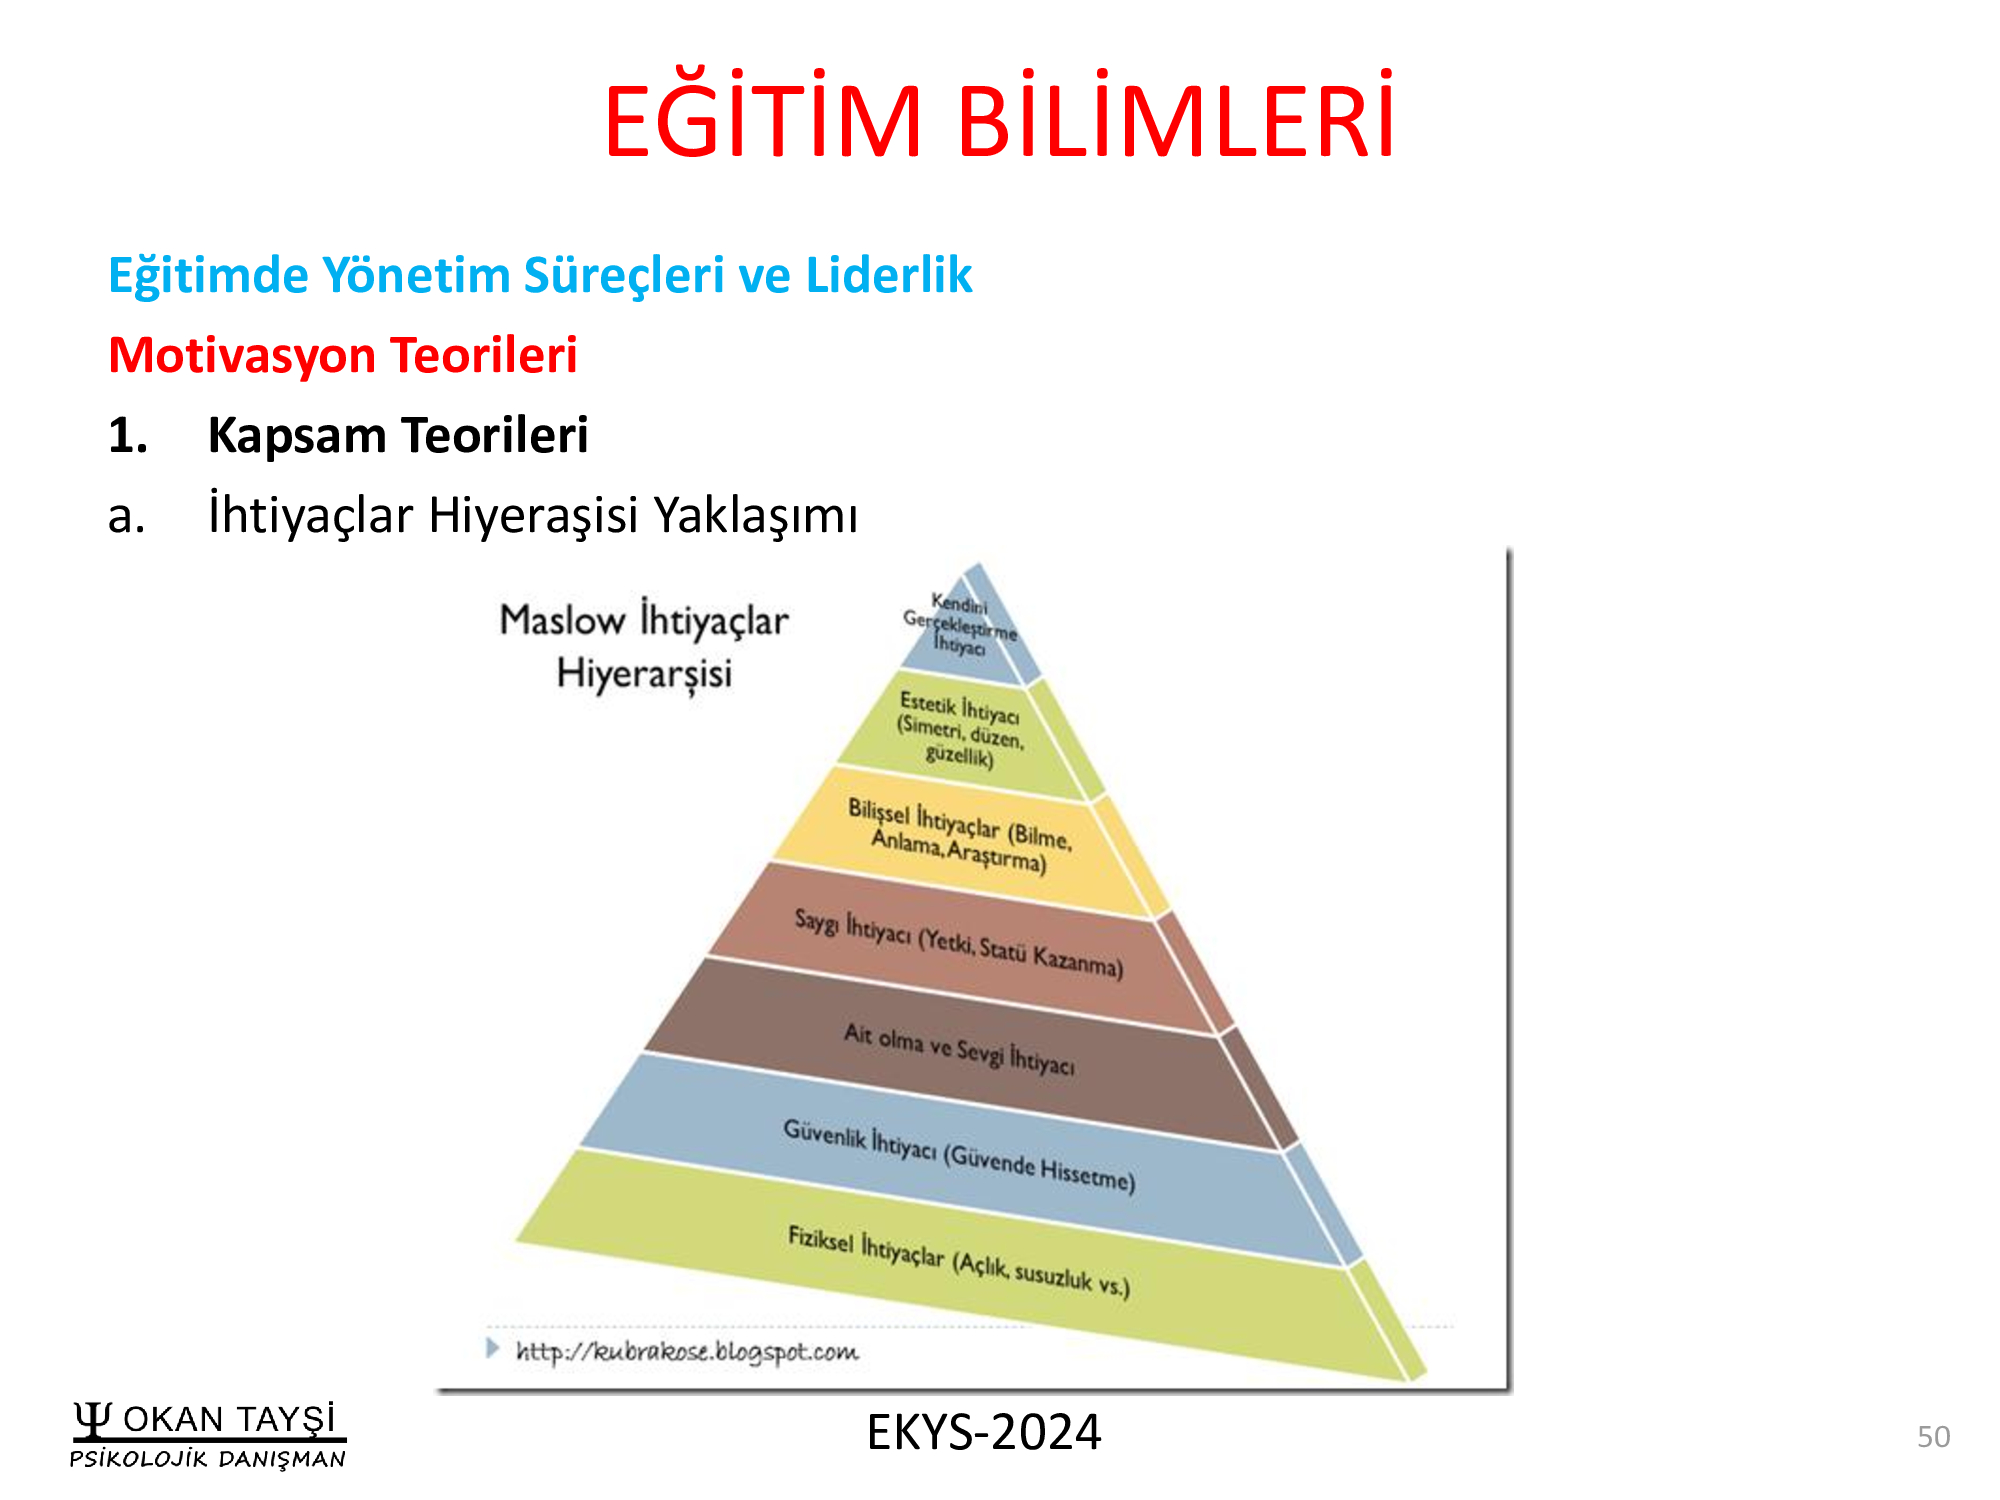 EĞİTİM BİLİMLERİ
Eğitimde Yönetim Süreçleri ve Liderlik
Motivasyon Teorileri
1. Kapsam Teorileri
a. İhtiyaçlar Hiyeraşisi Yaklaşımı
Maslow İhtiyaçlar
Hiyerarşisi
Kendini
Gerçekleştirme
İhtiyacı
Estetik İhtiyacı
(Simetri, düzen,
güzellik)
Bilişsel İhtiyaçlar (Bilme,
Anlama, Araştırma)
Saygı İhtiyacı (Yetki, Statü Kazanma)
Ait olma ve Sevgi İhtiyacı
Güvenlik İhtiyacı (Güvende Hissetme)
Fiziksel İhtiyaçlar (Açlık, susuzluk vs.)
http://kubrakose.blogspot.com
Ψ OKAN TAYŞİ
PSİKOLOJİK DANIŞMAN
EKYS-2024
50